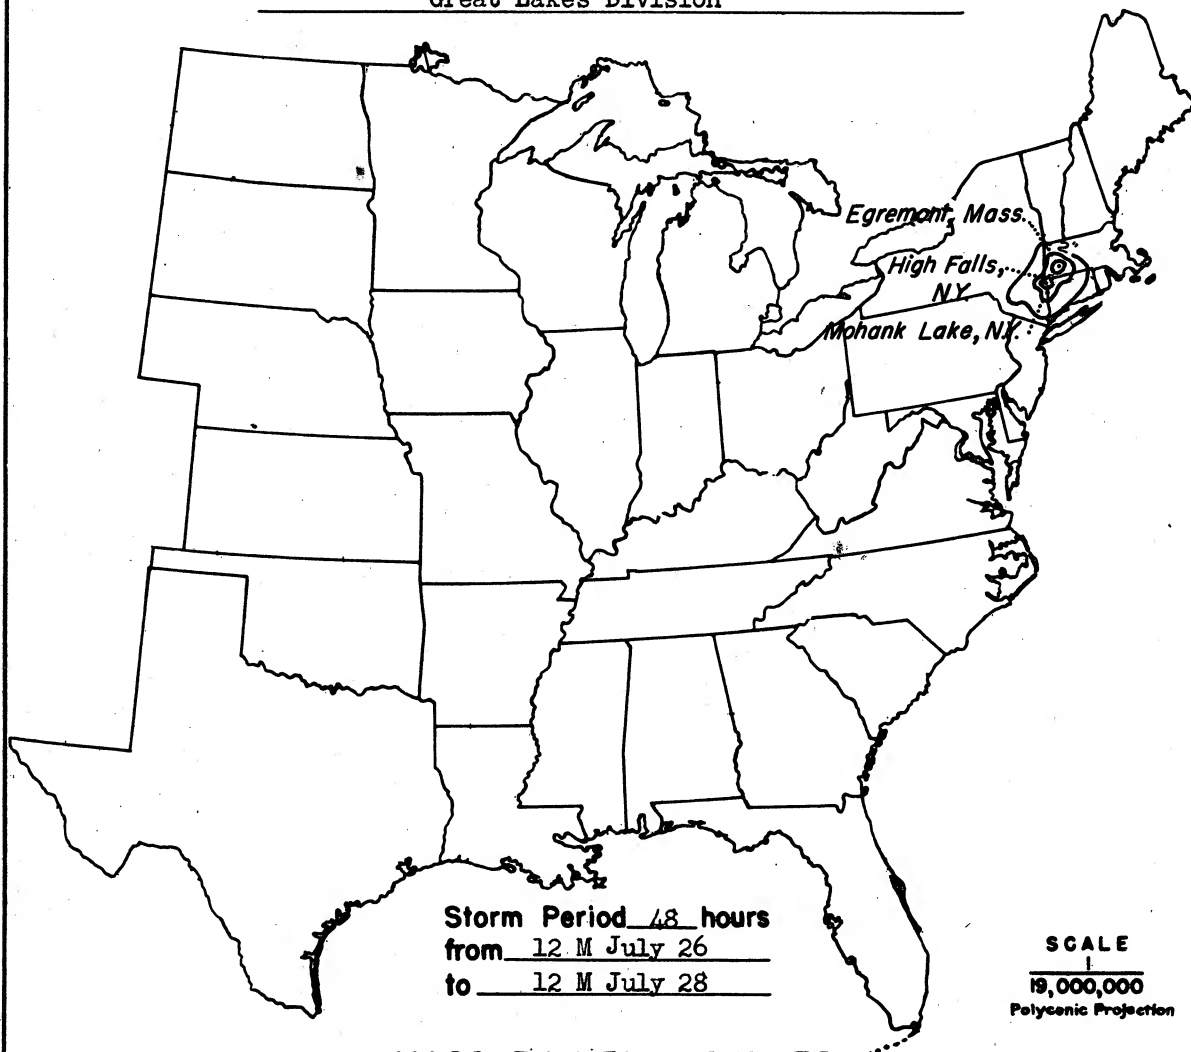 Great Lakes Division
Egremont, Mass.
High Falls,
N.Y.
Mohank Lake, N.Y.
Storm Period 48 hours
from 12 M July 26
to 12 M July 28
SCALE
1
19,000,000
Polyconic Projection